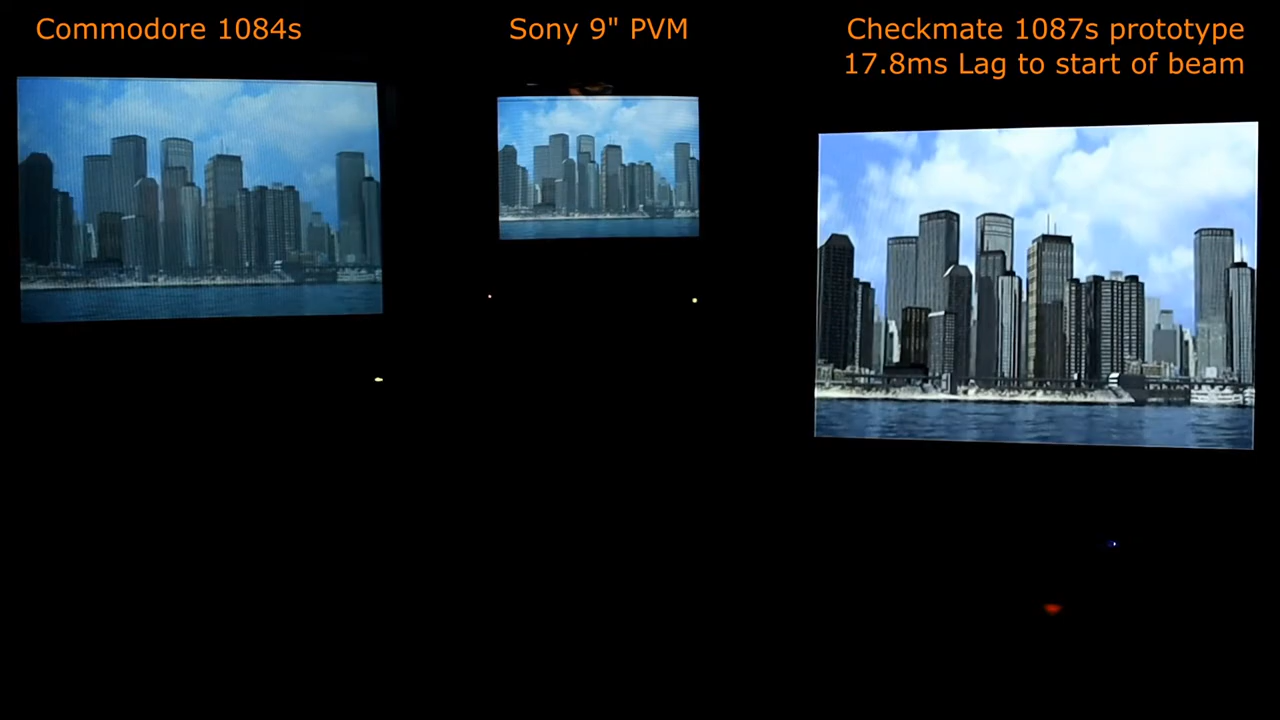 Commodore 1084s
Sony 9" PVM
Checkmate 1087s prototype
17.8ms Lag to start of beam